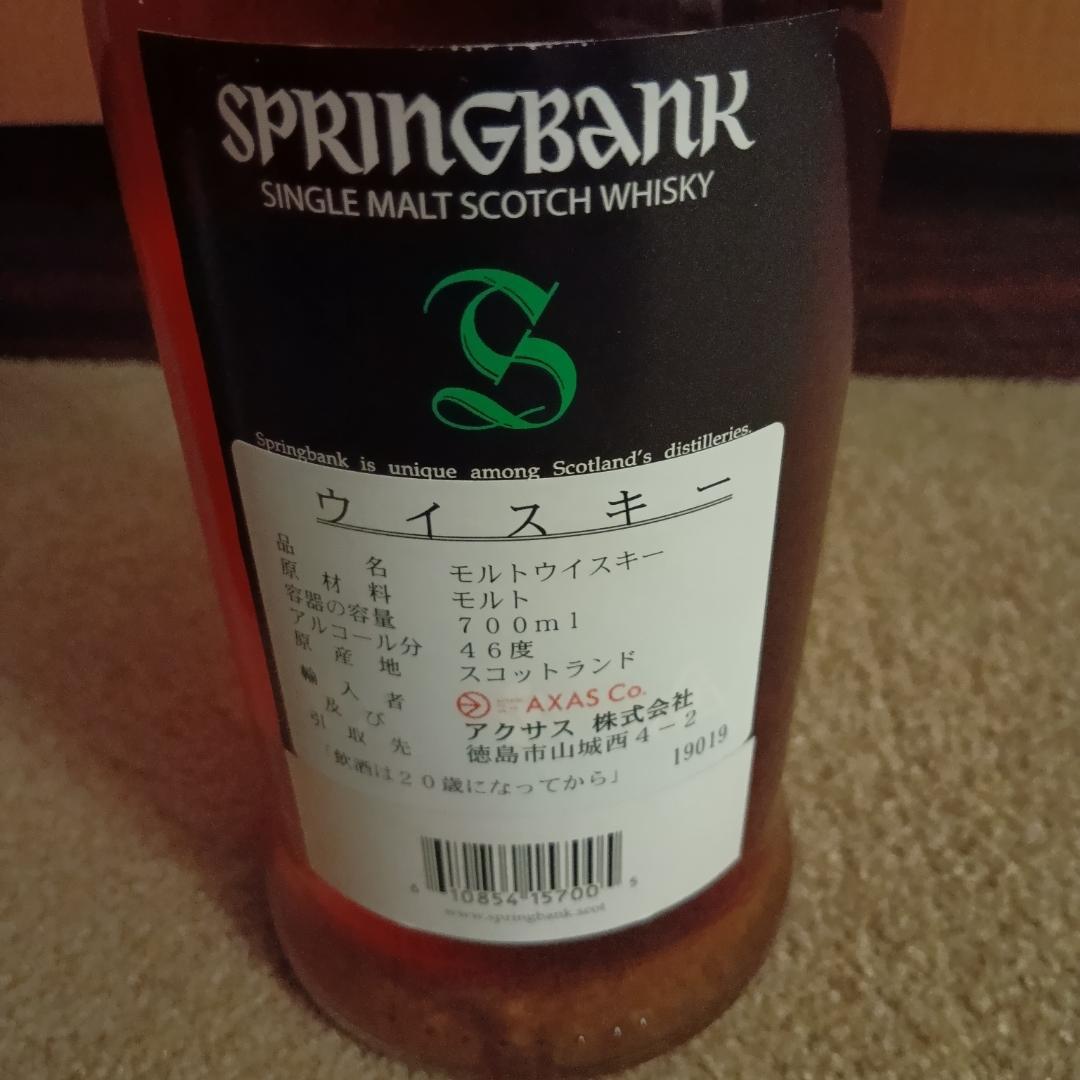 SPRINGBANK
SINGLE MALT SCOTCH WHISKY
S
Springbank is unique among Scotland's distilleries.
ウイスキー
品名 モルトウイスキー
原材料 モルト
容器の容量 700ml
アルコール分 46度
原産地 スコットランド
輸入者 AXAS Co.
及び アクサス 株式会社
引取先 徳島市山城西4-2
「飲酒は20歳になってから」 19019
6 10854 15700 5
www.springbank.scot